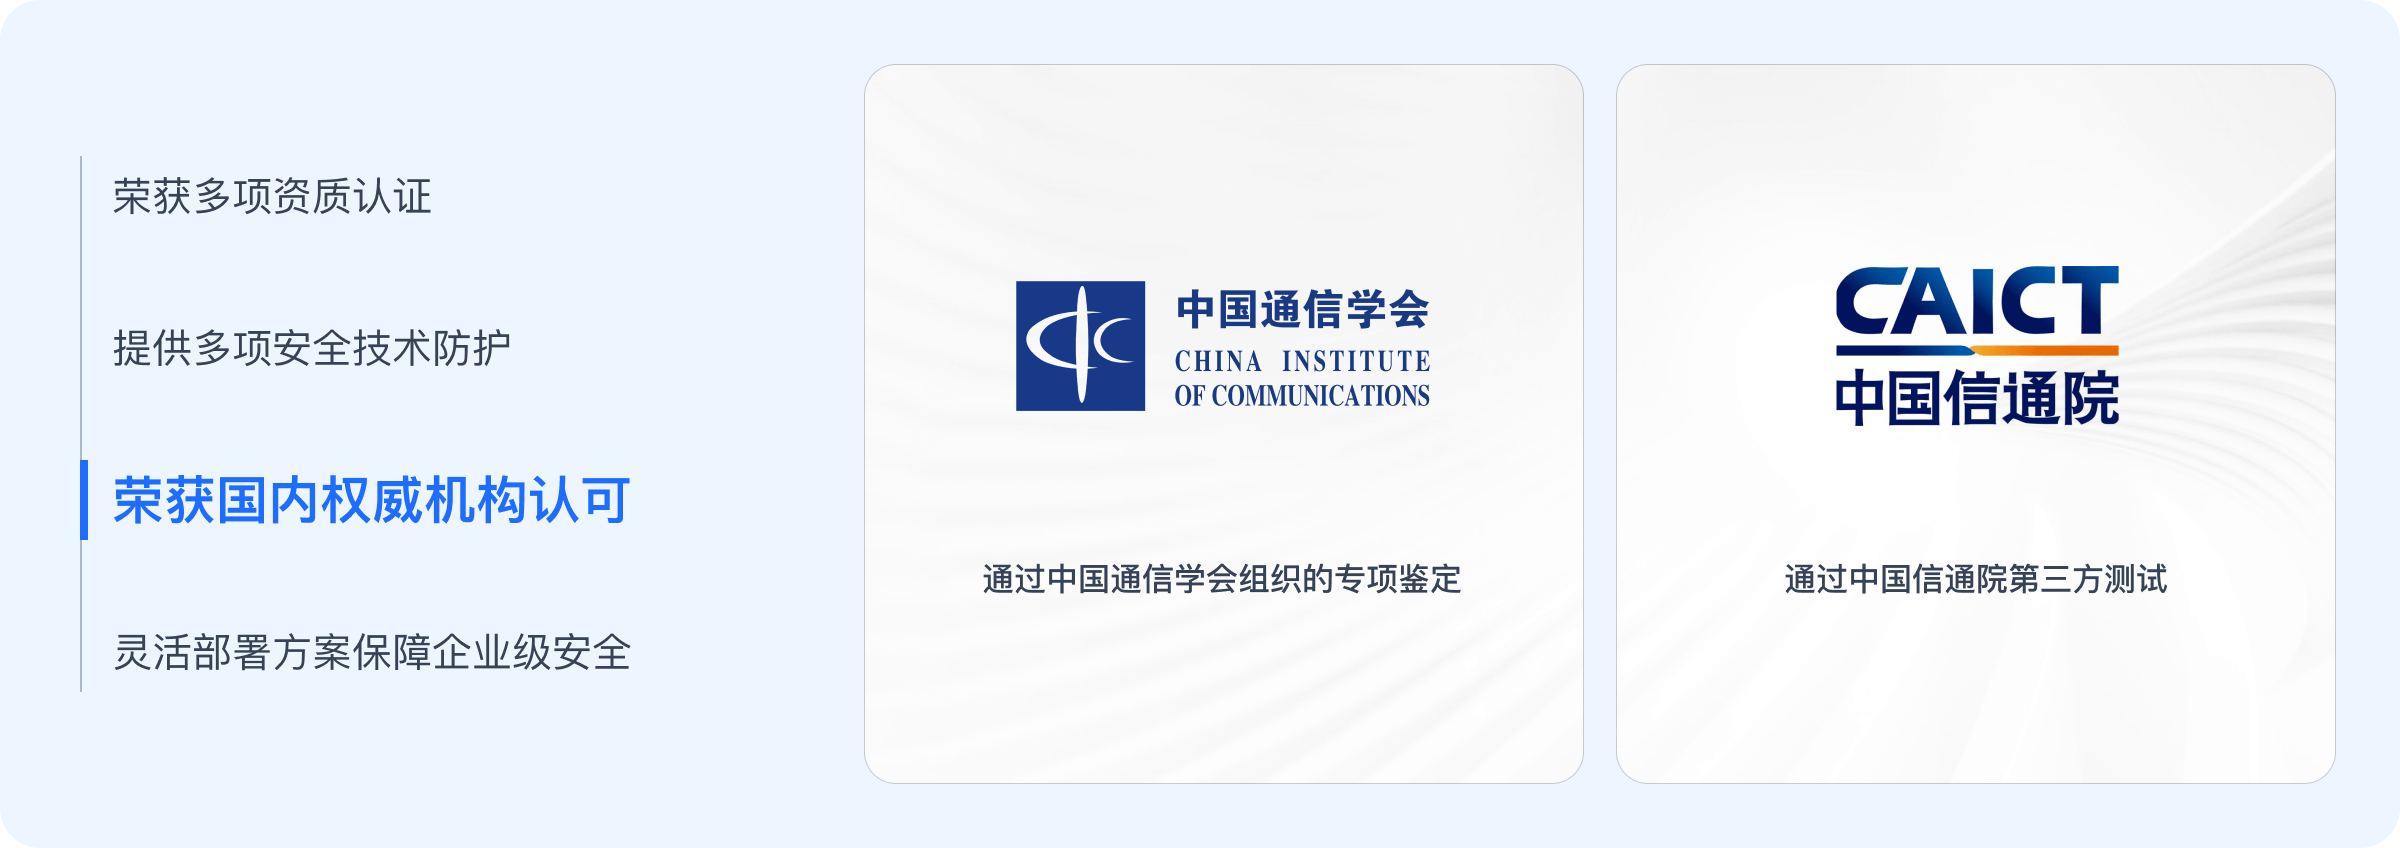 荣获多项资质认证
提供多项安全技术防护
荣获国内权威机构认可
灵活部署方案保障企业级安全
中国通信学会
CHINA INSTITUTE
OF COMMUNICATIONS
通过中国通信学会组织的专项鉴定
CAICT
中国信通院
通过中国信通院第三方测试